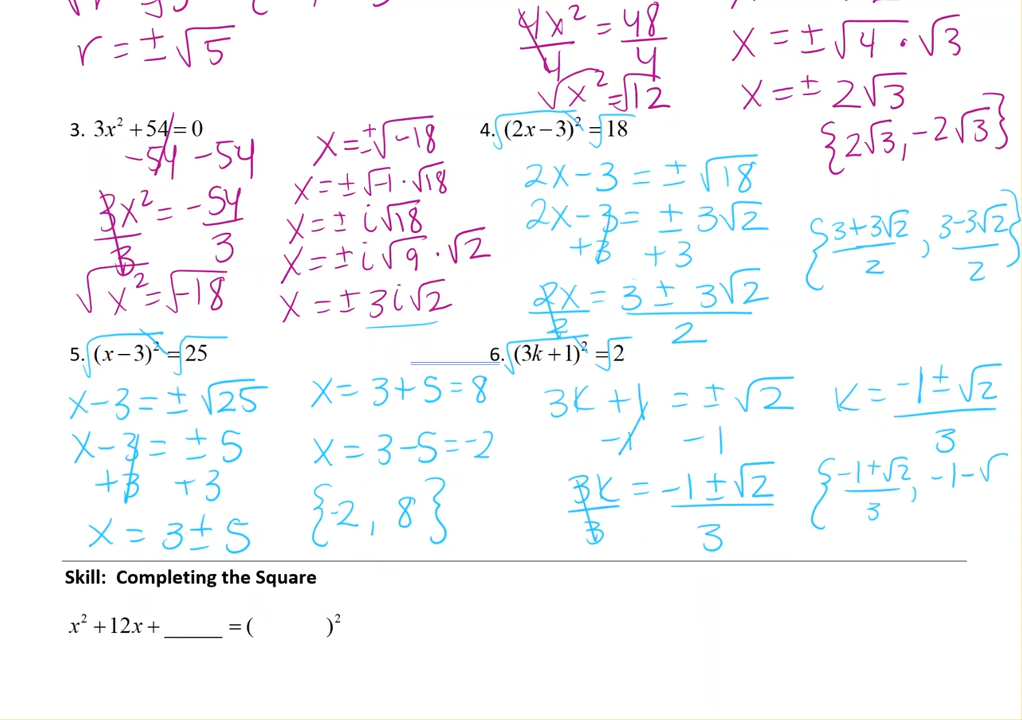 r = ±√5
4x² = 48
4 4
√x² = √12
x = ±√4 · √3
x = ± 2√3
{2√3, -2√3}
3. 3x² + 54 = 0
-54 -54
3x² = -54
3 3
√x² = √-18
x = ±√-18
x = ±√-1 · √18
x = ± i√18
x = ± i√9 · √2
x = ± 3i√2
4. √(2x − 3)² = √18
2x - 3 = ± √18
2x - 3 = ± 3√2
+3 +3
2x = 3 ± 3√2
2 2
{3+3√2/2, 3-3√2/2}
5. √(x − 3)² = √25
x - 3 = ± √25
x - 3 = ± 5
+3 +3
x = 3 ± 5
x = 3 + 5 = 8
x = 3 - 5 = -2
{-2, 8}
6. √(3k + 1)² = √2
3k + 1 = ± √2
-1 -1
3k = -1 ± √2
3 3
k = -1 ± √2
3
{-1+√2/3, -1-√
Skill: Completing the Square
x² + 12x + _____ = ( )²